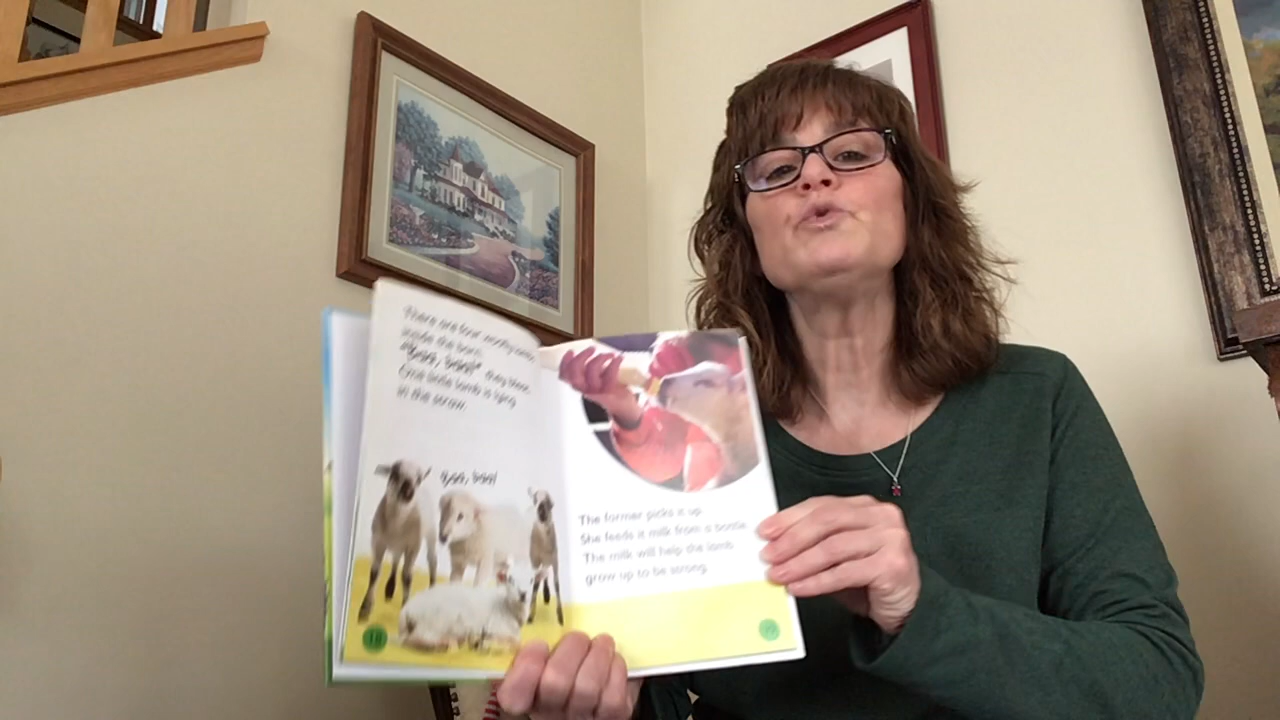 There are four woolly lambs
inside the barn.
"Baa, baa!" they bleat.
One little lamb is lying
in the straw.
Baa, baa!
18
The farmer picks it up.
She feeds it milk from a bottle.
The milk will help the lamb
grow up to be strong.
19